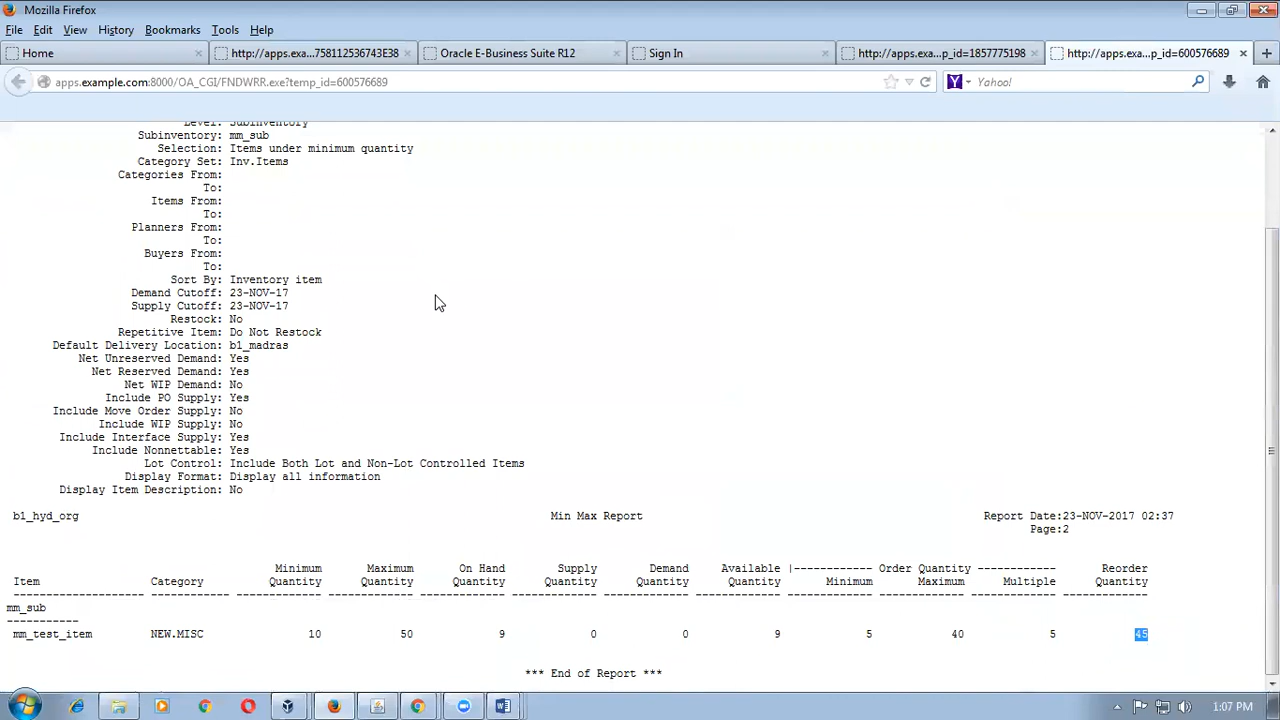 Mozilla Firefox
File Edit View History Bookmarks Tools Help
Home × http://apps.exa...758112536743E38 × Oracle E-Business Suite R12 × Sign In × http://apps.exa...p_id=1857775198 × http://apps.exa...p_id=600576689 × +
apps.example.com:8000/OA_CGI/FNDWRR.exe?temp_id=600576689 Yahoo!
Level: Subinventory
Subinventory: mm_sub
Selection: Items under minimum quantity
Category Set: Inv.Items
Categories From:
To:
Items From:
To:
Planners From:
To:
Buyers From:
To:
Sort By: Inventory item
Demand Cutoff: 23-NOV-17
Supply Cutoff: 23-NOV-17
Restock: No
Repetitive Item: Do Not Restock
Default Delivery Location: b1_madras
Net Unreserved Demand: Yes
Net Reserved Demand: Yes
Net WIP Demand: No
Include PO Supply: Yes
Include Move Order Supply: No
Include WIP Supply: No
Include Interface Supply: Yes
Include Nonnettable: Yes
Lot Control: Include Both Lot and Non-Lot Controlled Items
Display Format: Display all information
Display Item Description: No
b1_hyd_org Min Max Report Report Date:23-NOV-2017 02:37
Page:2
Minimum Maximum On Hand Supply Demand Available |------------ Order Quantity ------------ Reorder
Item Category Quantity Quantity Quantity Quantity Quantity Quantity Minimum Maximum Multiple Quantity
mm_sub
mm_test_item NEW.MISC 10 50 9 0 0 9 5 40 5 45
*** End of Report ***
1:07 PM